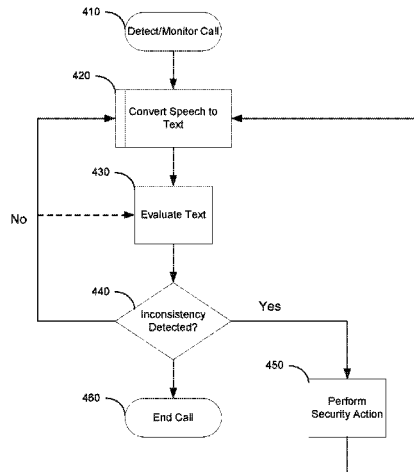 410
Detect/Monitor Call
420
Convert Speech to
Text
430
Evaluate Text
No
440
Inconsistency
Detected?
Yes
450
Perform
Security Action
460
End Call